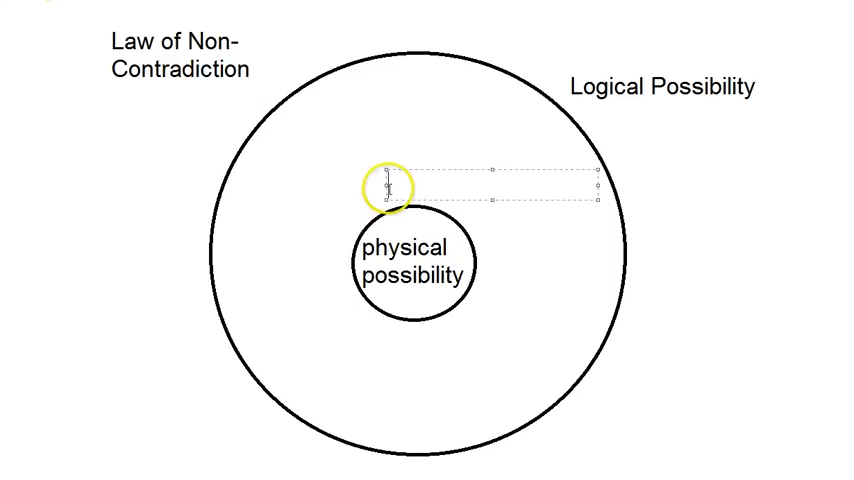 Law of Non-
Contradiction
Logical Possibility
physical
possibility